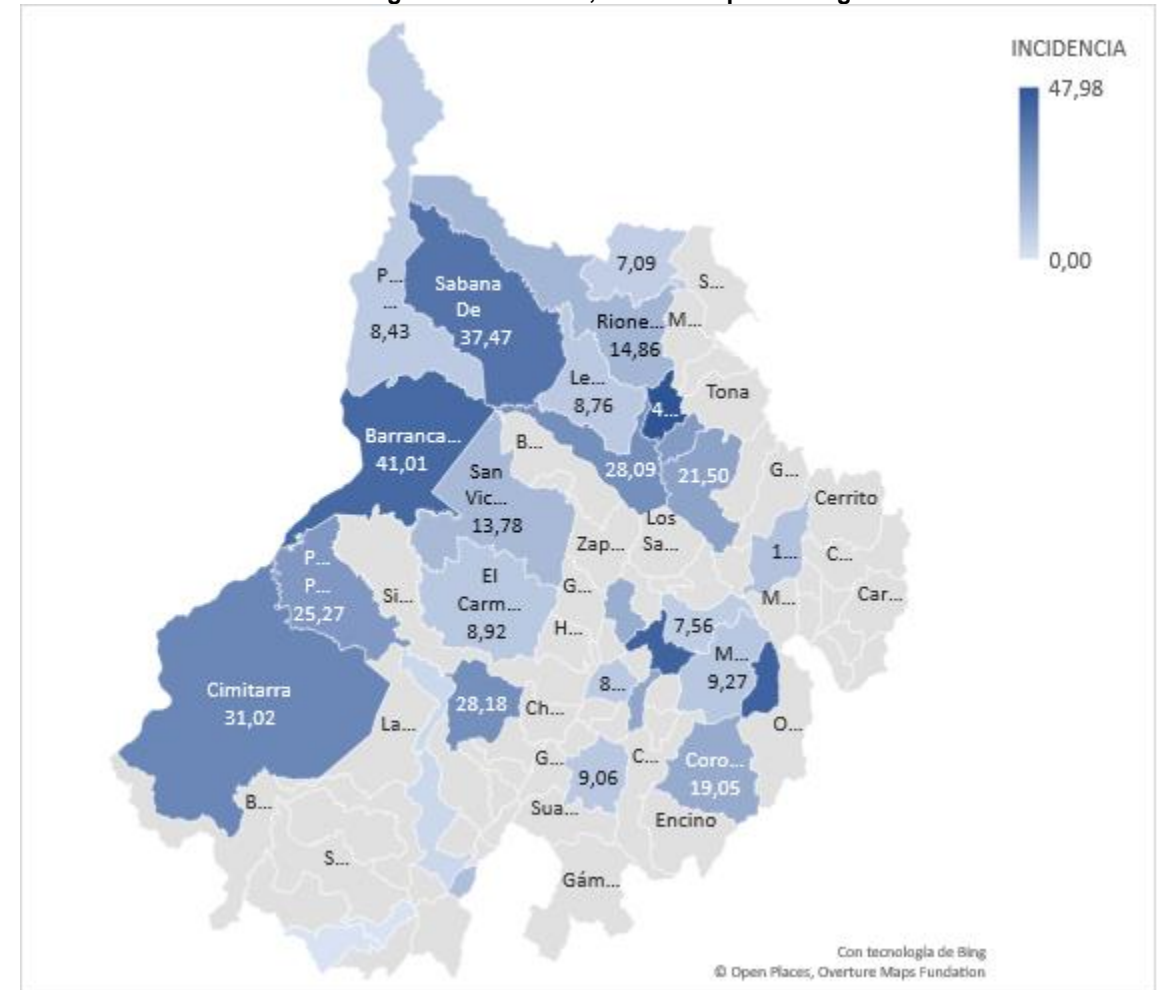 INCIDENCIA
47,98
0,00
7,09
S...
P...
...
8,43
Sabana
De
37,47
Rione...
14,86
M...
Le...
8,76
4...
Tona
Barranca...
41,01
B...
San
Vic...
13,78
28,09
21,50
G...
Cerrito
Los
Sa...
Zap...
1...
C...
P...
P...
25,27
Si...
El
Carm...
8,92
G...
H...
M...
Car...
7,56
M...
9,27
Cimitarra
31,02
La...
28,18
Ch...
8...
O...
G...
9,06
C...
Coro...
19,05
B...
Sua...
Encino
S...
Gám...
Con tecnología de Bing
© Open Places, Overture Maps Fundation